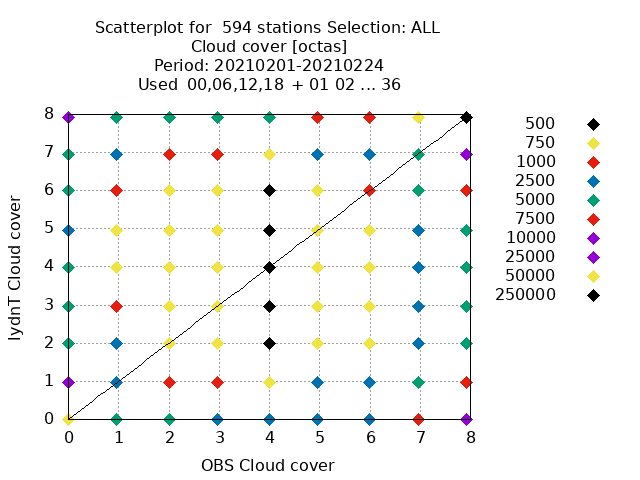 Scatterplot for  594 stations Selection: ALL
Cloud cover [octas]
Period: 20210201-20210224
Used  00,06,12,18  + 01 02 ... 36
8
7
6
5
4
3
2
1
0
IydnT Cloud cover
0 1 2 3 4 5 6 7 8
OBS Cloud cover
500
750
1000
2500
5000
7500
10000
25000
50000
250000